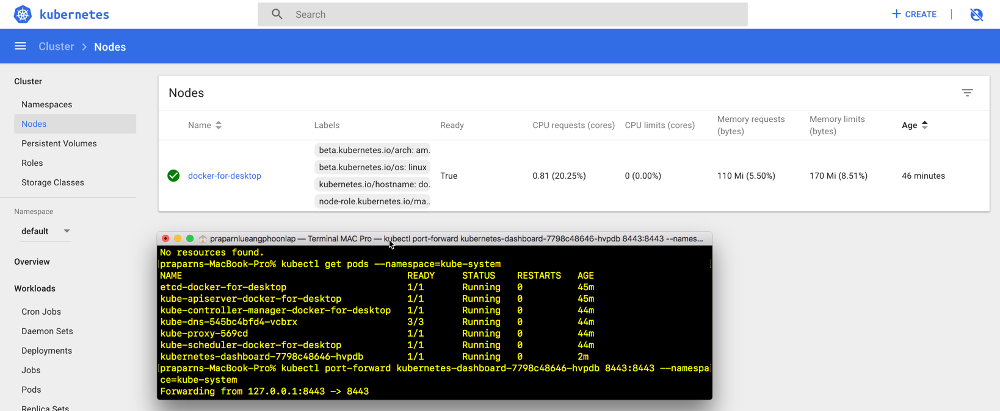 kubernetes
Search
+ CREATE
Cluster > Nodes
Cluster
Namespaces
Nodes
Persistent Volumes
Roles
Storage Classes
Namespace
default
Overview
Workloads
Cron Jobs
Daemon Sets
Deployments
Jobs
Pods
Replica Sets
Nodes
Name Labels Ready CPU requests (cores) CPU limits (cores) Memory requests (bytes) Memory limits (bytes) Age
beta.kubernetes.io/arch: am.
beta.kubernetes.io/os: linux
kubernetes.io/hostname: do.
node-role.kubernetes.io/ma..
docker-for-desktop True 0.81 (20.25%) 0 (0.00%) 110 Mi (5.50%) 170 Mi (8.51%) 46 minutes
praparnlueangphoonlap — Terminal MAC Pro — kubectl port-forward kubernetes-dashboard-7798c48646-hvpdb 8443:8443 --names...
No resources found.
[praparns-MacBook-Pro% kubectl get pods --namespace=kube-system ]
NAME READY STATUS RESTARTS AGE
etcd-docker-for-desktop 1/1 Running 0 45m
kube-apiserver-docker-for-desktop 1/1 Running 0 45m
kube-controller-manager-docker-for-desktop 1/1 Running 0 44m
kube-dns-545bc4bfd4-vcbrx 3/3 Running 0 44m
kube-proxy-569cd 1/1 Running 0 44m
kube-scheduler-docker-for-desktop 1/1 Running 0 44m
kubernetes-dashboard-7798c48646-hvpdb 1/1 Running 0 2m
[praparns-MacBook-Pro% kubectl port-forward kubernetes-dashboard-7798c48646-hvpdb 8443:8443 --namespa]
ce=kube-system
Forwarding from 127.0.0.1:8443 -> 8443